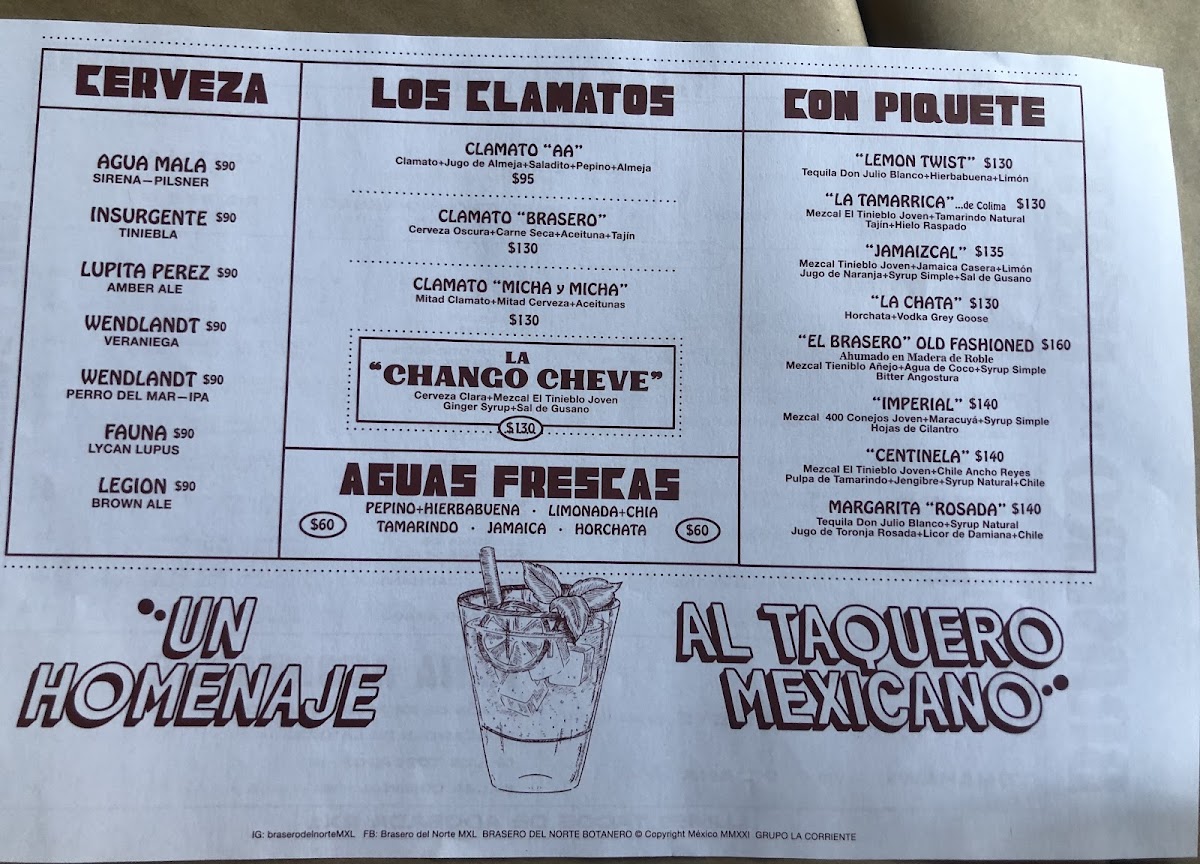 CERVEZA
AGUA MALA $90
SIRENA—PILSNER
INSURGENTE $90
TINIEBLA
LUPITA PEREZ $90
AMBER ALE
WENDLANDT $90
VERANIEGA
WENDLANDT $90
PERRO DEL MAR—IPA
FAUNA $90
LYCAN LUPUS
LEGION $90
BROWN ALE
LOS CLAMATOS
CLAMATO "AA"
Clamato+Jugo de Almeja+Saladito+Pepino+Almeja
$95
CLAMATO "BRASERO"
Cerveza Oscura+Carne Seca+Aceituna+Tajín
$130
CLAMATO "MICHA y MICHA"
Mitad Clamato+Mitad Cerveza+Aceitunas
$130
LA
"CHANGO CHEVE"
Cerveza Clara+Mezcal El Tinieblo Joven
Ginger Syrup+Sal de Gusano
$130
AGUAS FRESCAS
PEPINO+HIERBABUENA · LIMONADA+CHIA
$60 TAMARINDO · JAMAICA · HORCHATA $60
CON PIQUETE
"LEMON TWIST" $130
Tequila Don Julio Blanco+Hierbabuena+Limón
"LA TAMARRICA"...de Colima $130
Mezcal El Tinieblo Joven+Tamarindo Natural
Tajín+Hielo Raspado
"JAMAIZCAL" $135
Mezcal Tinieblo Joven+Jamaica Casera+Limón
Jugo de Naranja+Syrup Simple+Sal de Gusano
"LA CHATA" $130
Horchata+Vodka Grey Goose
"EL BRASERO" OLD FASHIONED $160
Ahumado en Madera de Roble
Mezcal Tieniblo Añejo+Agua de Coco+Syrup Simple
Bitter Angostura
"IMPERIAL" $140
Mezcal 400 Conejos Joven+Maracuyá+Syrup Simple
Hojas de Cilantro
"CENTINELA" $140
Mezcal El Tinieblo Joven+Chile Ancho Reyes
Pulpa de Tamarindo+Jengibre+Syrup Natural+Chile
MARGARITA "ROSADA" $140
Tequila Don Julio Blanco+Syrup Natural
Jugo de Toronja Rosada+Licor de Damiana+Chile
"UN
HOMENAJE
AL TAQUERO
MEXICANO"
IG: braserodelnorteMXL FB: Brasero del Norte MXL BRASERO DEL NORTE BOTANERO © Copyright México MMXXI GRUPO LA CORRIENTE